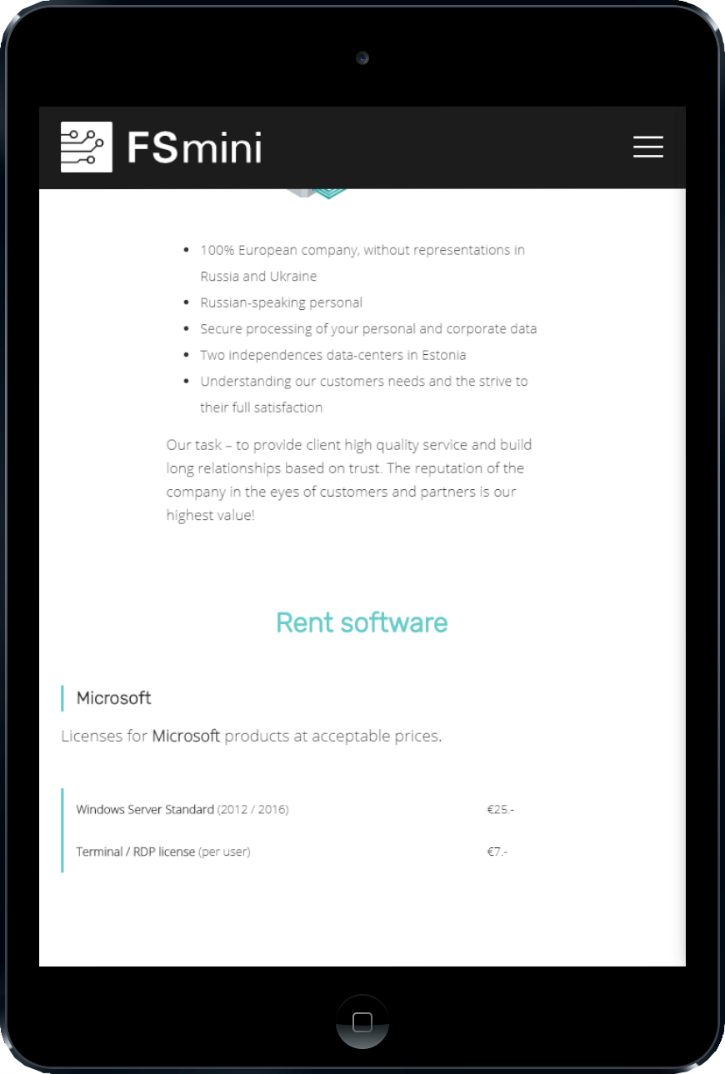 FSmini
100% European company, without representations in
Russia and Ukraine
Russian-speaking personal
Secure processing of your personal and corporate data
Two independences data-centers in Estonia
Understanding our customers needs and the strive to
their full satisfaction
Our task – to provide client high quality service and build
long relationships based on trust. The reputation of the
company in the eyes of customers and partners is our
highest value!
Rent software
Microsoft
Licenses for Microsoft products at acceptable prices.
Windows Server Standard (2012 / 2016) €25.-
Terminal / RDP license (per user) €7.-